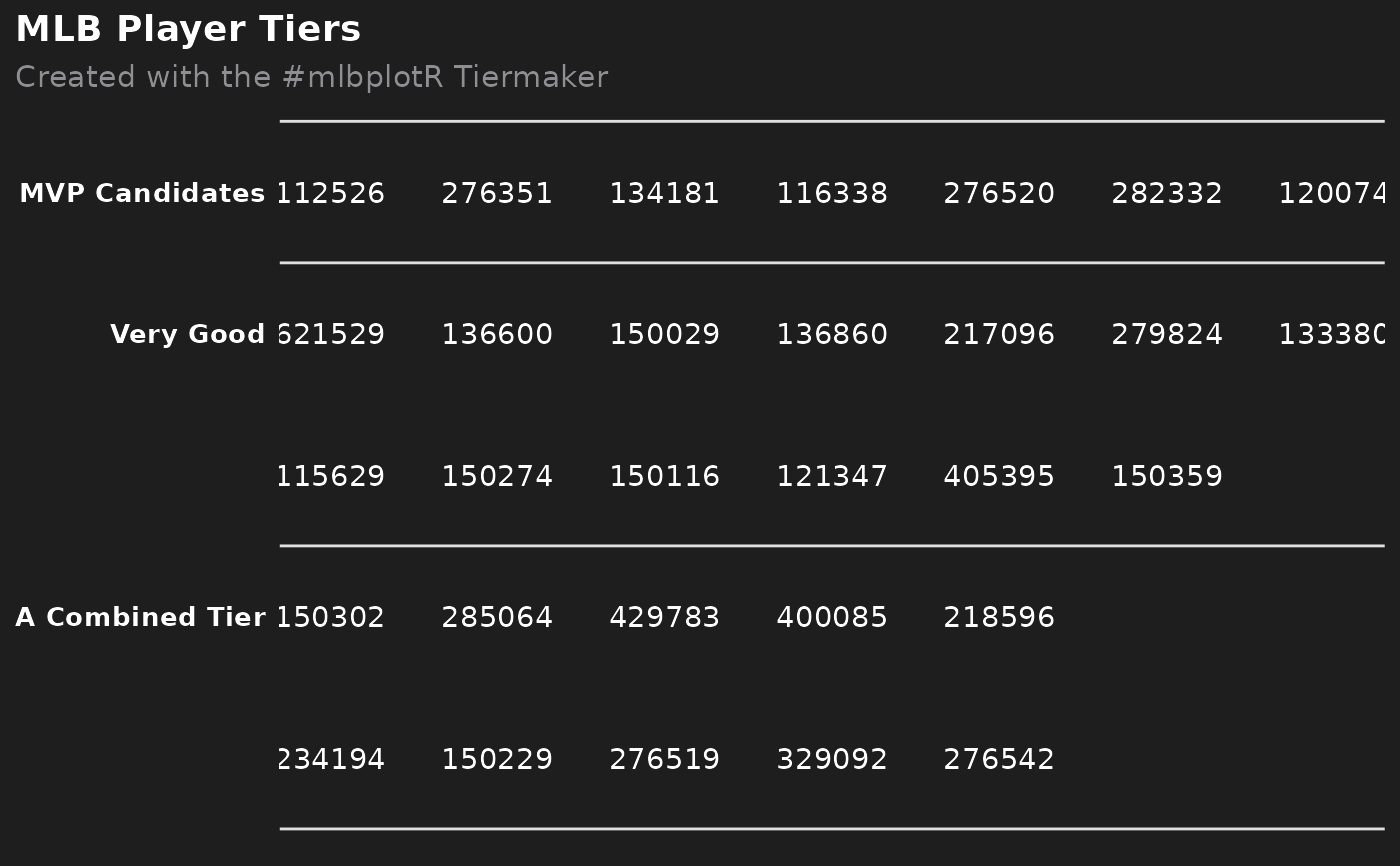 MLB Player Tiers
Created with the #mlbplotR Tiermaker
MVP Candidates 112526 276351 134181 116338 276520 282332 120074
Very Good 621529 136600 150029 136860 217096 279824 133380
115629 150274 150116 121347 405395 150359
A Combined Tier 150302 285064 429783 400085 218596
234194 150229 276519 329092 276542